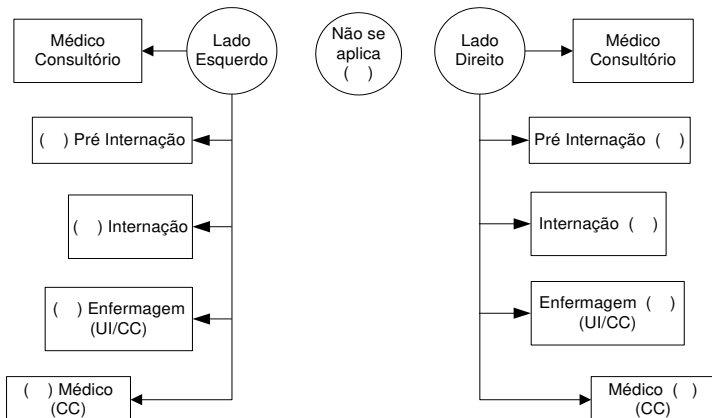 Médico
Consultório
Lado
Esquerdo
Não se
aplica
( )
Lado
Direito
Médico
Consultório
( ) Pré Internação
Pré Internação ( )
( ) Internação
Internação ( )
( ) Enfermagem
(UI/CC)
Enfermagem ( )
(UI/CC)
( ) Médico
(CC)
Médico ( )
(CC)